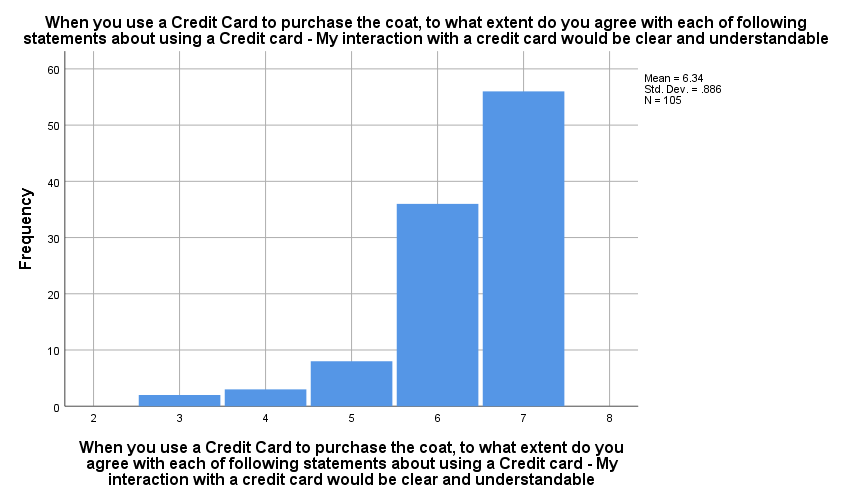 When you use a Credit Card to purchase the coat, to what extent do you agree with each of following
statements about using a Credit card - My interaction with a credit card would be clear and understandable
Mean = 6.34
Std. Dev. = .886
N = 105
60
50
40
30
20
10
0
Frequency
2 3 4 5 6 7 8
When you use a Credit Card to purchase the coat, to what extent do you
agree with each of following statements about using a Credit card - My
interaction with a credit card would be clear and understandable